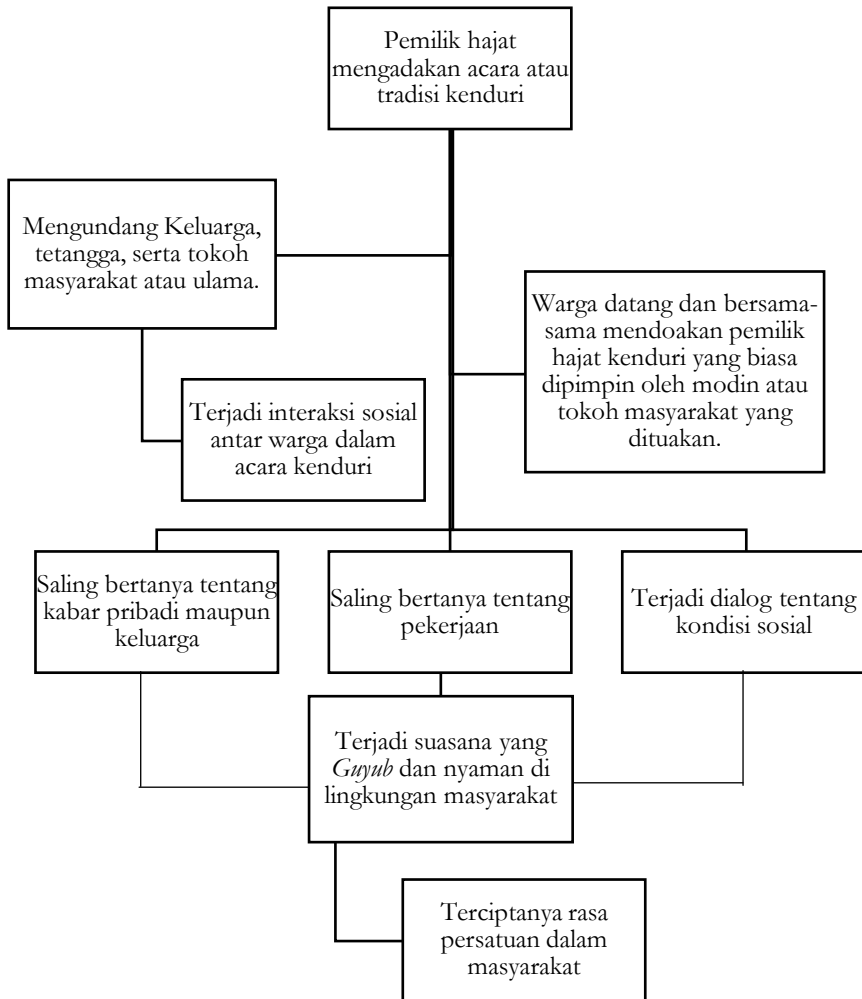 Pemilik hajat
mengadakan acara atau
tradisi kenduri
Mengundang Keluarga,
tetangga, serta tokoh
masyarakat atau ulama.
Warga datang dan bersama-
sama mendoakan pemilik
hajat kenduri yang biasa
dipimpin oleh modin atau
tokoh masyarakat yang
dituakan.
Terjadi interaksi sosial
antar warga dalam
acara kenduri
Saling bertanya tentang
kabar pribadi maupun
keluarga
Saling bertanya tentang
pekerjaan
Terjadi dialog tentang
kondisi sosial
Terjadi suasana yang
Guyub dan nyaman di
lingkungan masyarakat
Terciptanya rasa
persatuan dalam
masyarakat